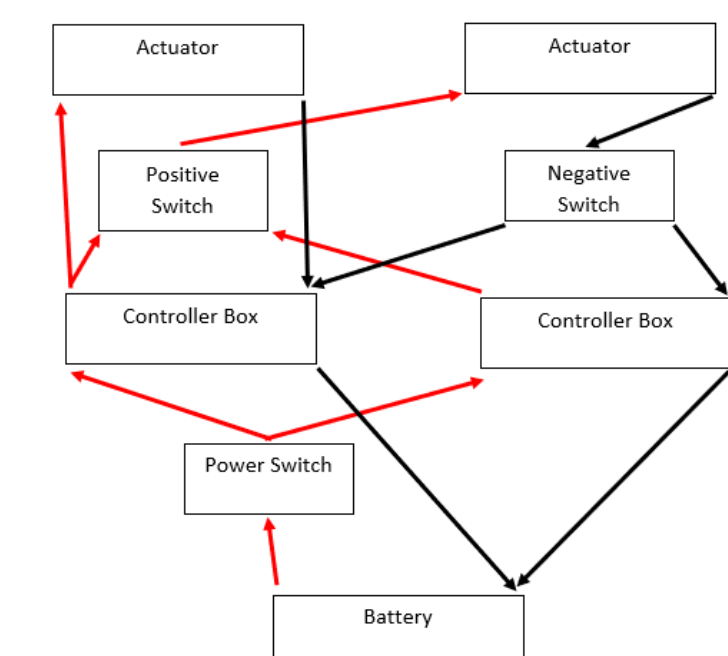 Actuator
Actuator
Positive
Switch
Negative
Switch
Controller Box
Controller Box
Power Switch
Battery